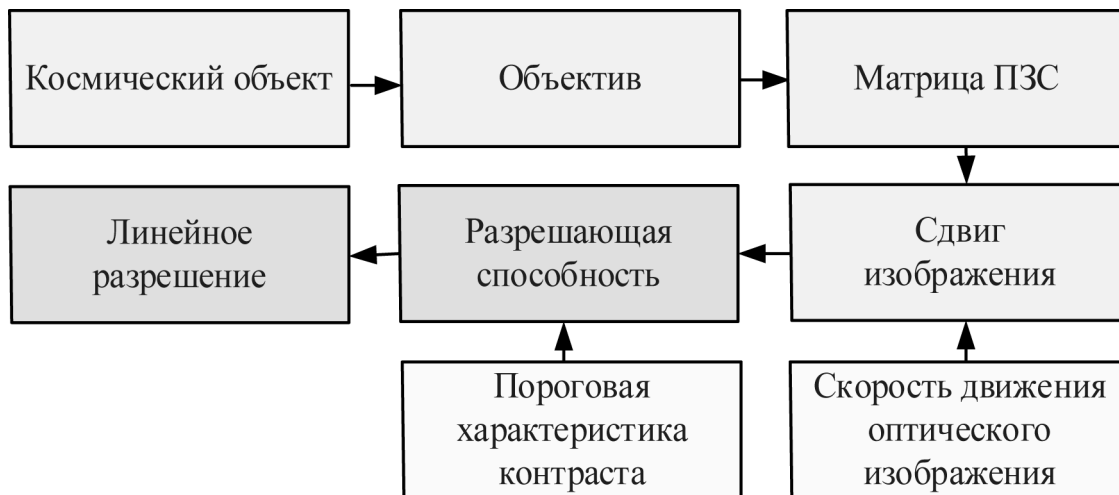 Космический объект
Объектив
Матрица ПЗС
Линейное
разрешение
Разрешающая
способность
Сдвиг
изображения
Пороговая
характеристика
контраста
Скорость движения
оптического
изображения